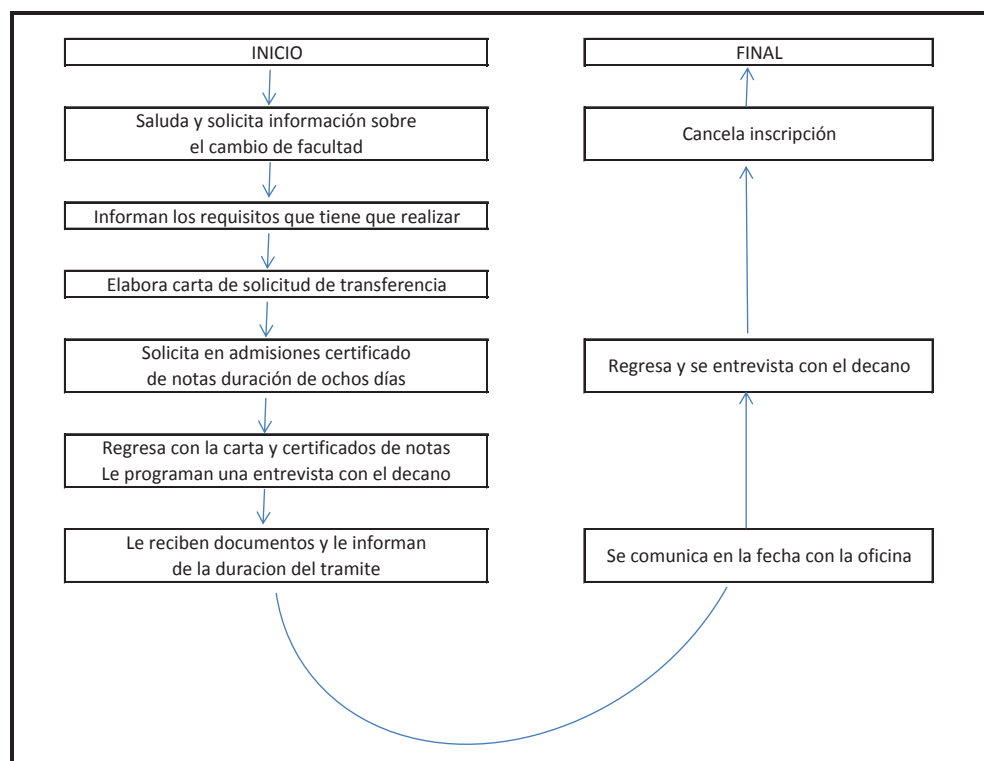 INICIO
Saluda y solicita información sobre
el cambio de facultad
Informan los requisitos que tiene que realizar
Elabora carta de solicitud de transferencia
Solicita en admisiones certificado
de notas duración de ochos días
Regresa con la carta y certificados de notas
Le programan una entrevista con el decano
Le reciben documentos y le informan
de la duracion del tramite
Se comunica en la fecha con la oficina
Regresa y se entrevista con el decano
Cancela inscripción
FINAL